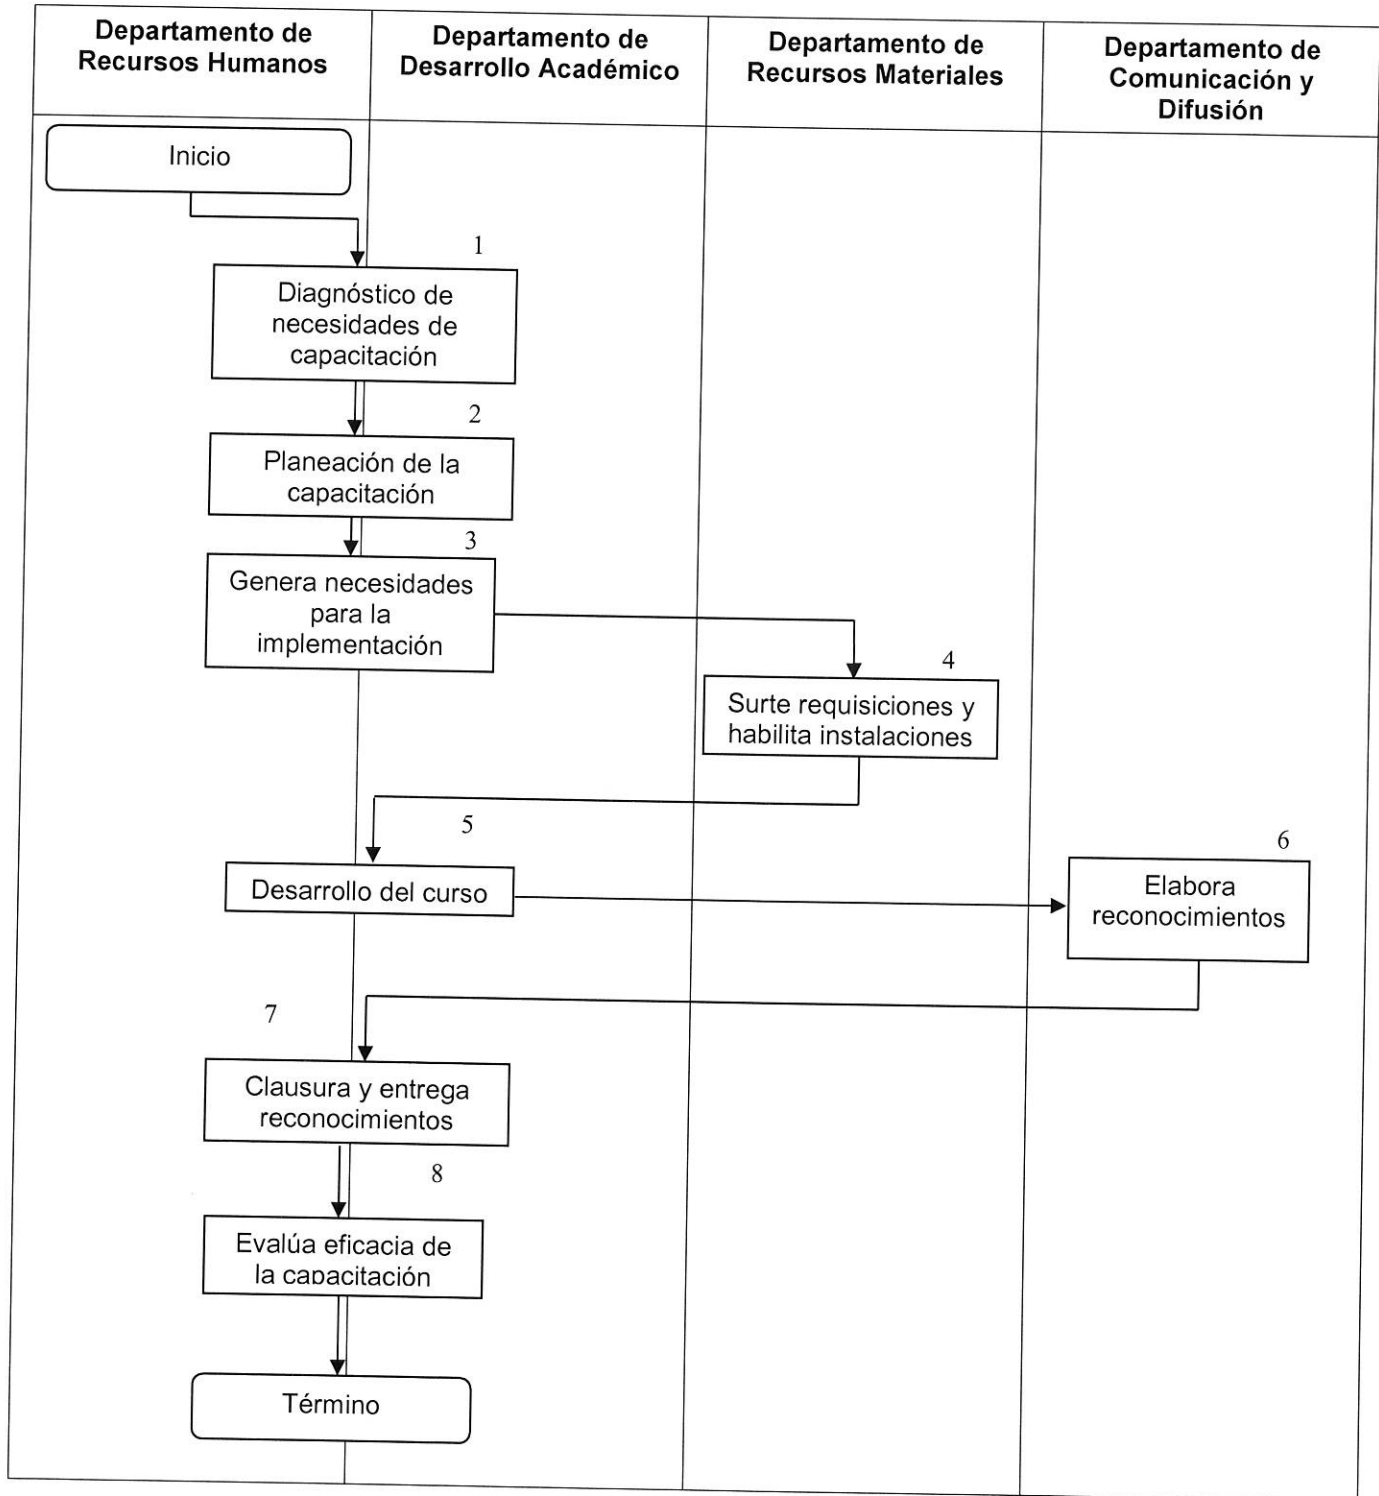 Departamento de
Recursos Humanos
Departamento de
Desarrollo Académico
Departamento de
Recursos Materiales
Departamento de
Comunicación y
Difusión
Inicio
1
Diagnóstico de
necesidades de
capacitación
2
Planeación de la
capacitación
3
Genera necesidades
para la
implementación
4
Surte requisiciones y
habilita instalaciones
5
Desarrollo del curso
6
Elabora
reconocimientos
7
Clausura y entrega
reconocimientos
8
Evalúa eficacia de
la capacitación
Término